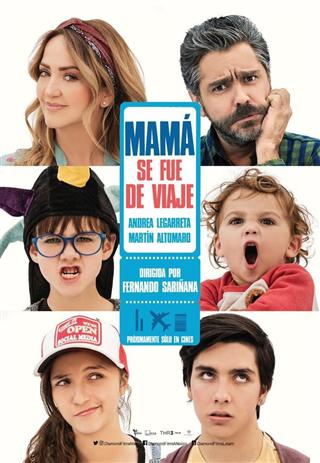 MAMÁ
SE FUE
DE VIAJE
ANDREA LEGARRETA
MARTÍN ALTOMARO
DIRIGIDA POR
FERNANDO SARIÑANA
PRÓXIMAMENTE SÓLO EN CINES
OPEN
SOCIAL
MEDIA